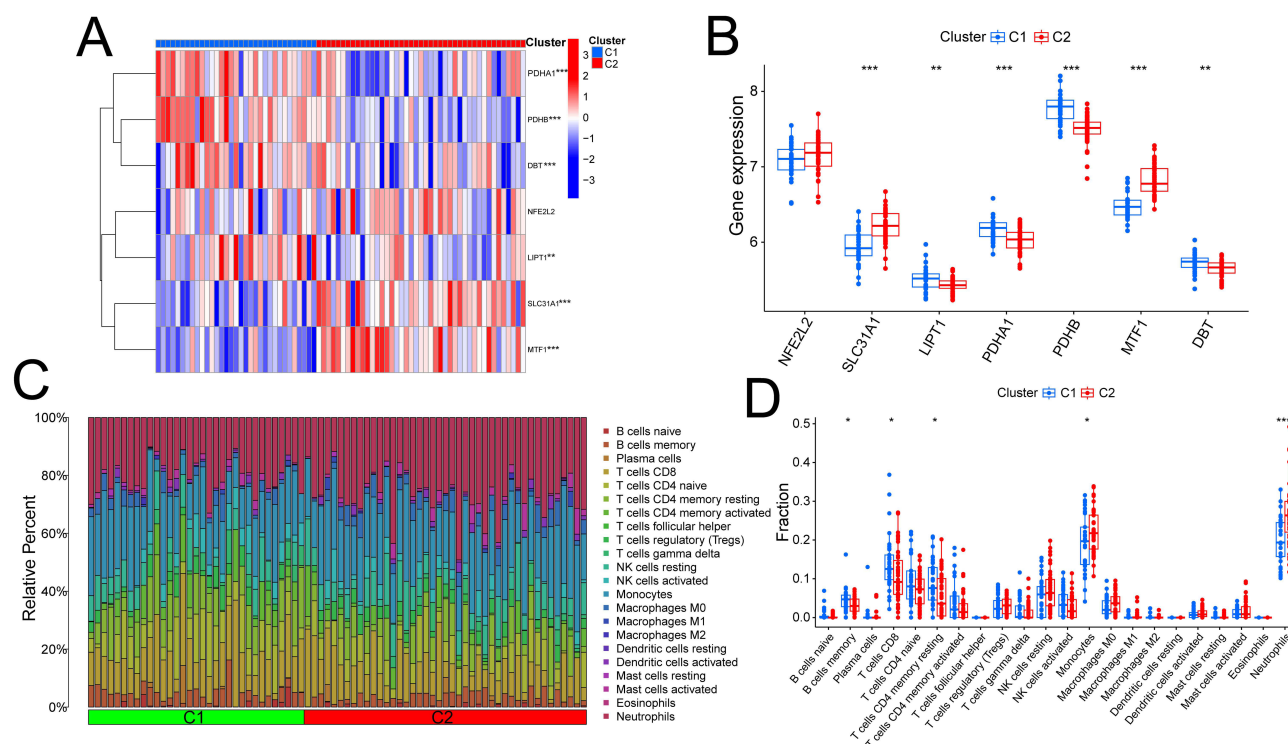 A
Cluster
Cluster
C1
C2
3
2
1
0
−1
−2
−3
PDHA1***
PDHB***
DBT***
NFE2L2
LIPT1**
SLC31A1***
MTF1***
B
Cluster C1 C2
*** ** *** *** *** **
Gene expression
8
7
6
NFE2L2
SLC31A1
LIPT1
PDHA1
PDHB
MTF1
DBT
C
Relative Percent
100%
80%
60%
40%
20%
0%
C1 C2
B cells naive
B cells memory
Plasma cells
T cells CD8
T cells CD4 naive
T cells CD4 memory resting
T cells CD4 memory activated
T cells follicular helper
T cells regulatory (Tregs)
T cells gamma delta
NK cells resting
NK cells activated
Monocytes
Macrophages M0
Macrophages M1
Macrophages M2
Dendritic cells resting
Dendritic cells activated
Mast cells resting
Mast cells activated
Eosinophils
Neutrophils
D
Cluster C1 C2
* * * *
Fraction
0.5
0.4
0.3
0.2
0.1
0.0
B cells naive
B cells memory
Plasma cells
T cells CD8
T cells CD4 naive
T cells CD4 memory resting
T cells CD4 memory activated
T cells follicular helper
T cells regulatory (Tregs)
T cells gamma delta
NK cells resting
NK cells activated
Monocytes
Macrophages M0
Macrophages M1
Macrophages M2
Dendritic cells resting
Dendritic cells activated
Mast cells resting
Mast cells activated
Eosinophils
Neutrophils